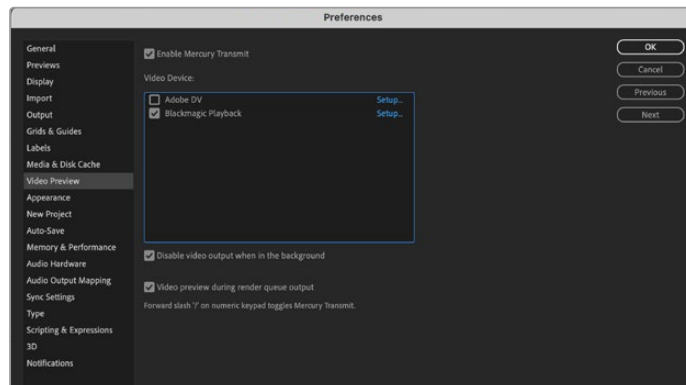 Preferences
General
Previews
Display
Import
Output
Grids & Guides
Labels
Media & Disk Cache
Video Preview
Appearance
New Project
Auto-Save
Memory & Performance
Audio Hardware
Audio Output Mapping
Sync Settings
Type
Scripting & Expressions
3D
Notifications
Enable Mercury Transmit
Video Device:
Adobe DV Setup...
Blackmagic Playback Setup...
Disable video output when in the background
Video preview during render queue output
Forward slash '/' on numeric keypad toggles Mercury Transmit.
OK
Cancel
Previous
Next